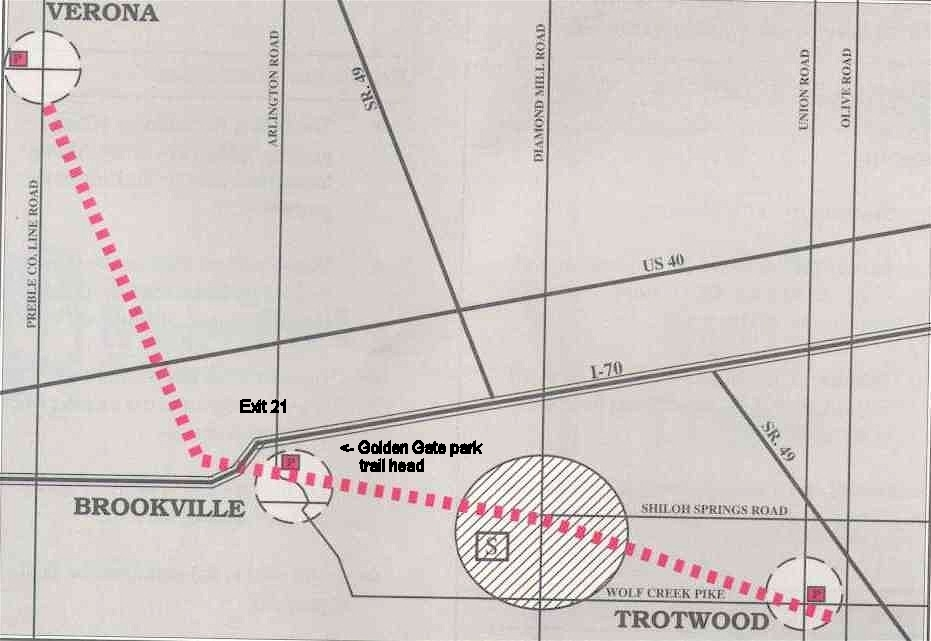 VERONA
P
ARLINGTON ROAD
SR. 49
DIAMOND MILL ROAD
UNION ROAD
OLIVE ROAD
PREBLE CO. LINE ROAD
US 40
I-70
Exit 21
<- Golden Gate park
trail head
P
SR. 49
BROOKVILLE
SHILOH SPRINGS ROAD
S
WOLF CREEK PIKE
P
TROTWOOD